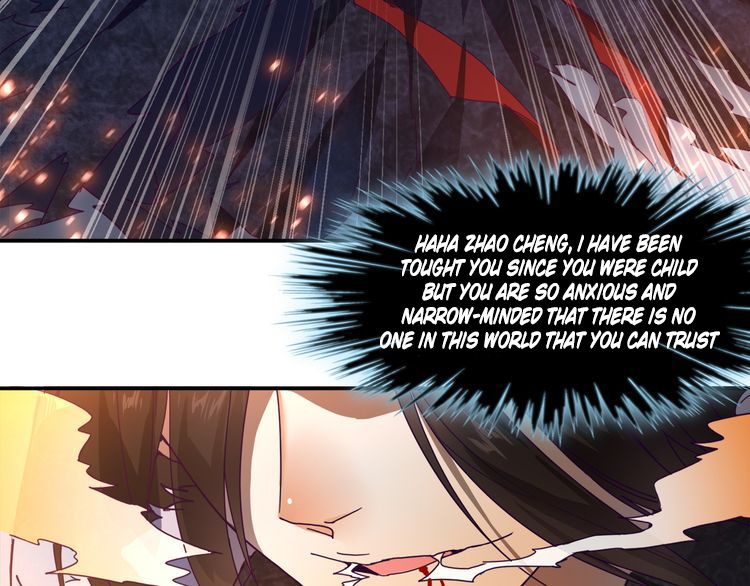 HAHA ZHAO CHENG, I HAVE BEEN
TOUGHT YOU SINCE YOU WERE CHILD
BUT YOU ARE SO ANXIOUS AND
NARROW-MINDED THAT THERE IS NO
ONE IN THIS WORLD THAT YOU CAN TRUST